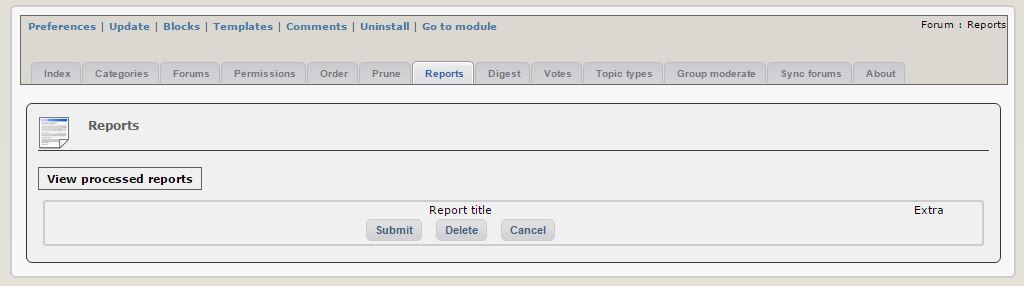 Preferences | Update | Blocks | Templates | Comments | Uninstall | Go to module
Forum : Reports
Index Categories Forums Permissions Order Prune Reports Digest Votes Topic types Group moderate Sync forums About
Reports
View processed reports
Report title Extra
Submit Delete Cancel